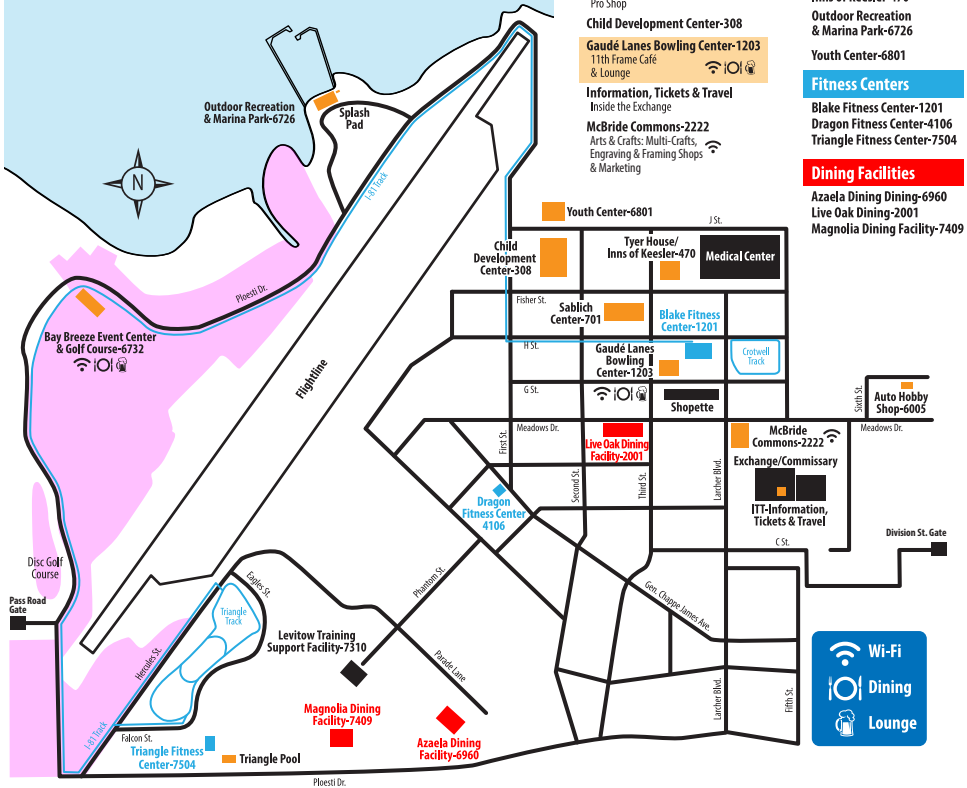 Pro Shop
Child Development Center-308
Gaudé Lanes Bowling Center-1203
11th Frame Café
& Lounge
Information, Tickets & Travel
Inside the Exchange
McBride Commons-2222
Arts & Crafts: Multi-Crafts,
Engraving & Framing Shops
& Marketing
Outdoor Recreation
& Marina Park-6726
Youth Center-6801
Fitness Centers
Blake Fitness Center-1201
Dragon Fitness Center-4106
Triangle Fitness Center-7504
Dining Facilities
Azaela Dining Dining-6960
Live Oak Dining-2001
Magnolia Dining Facility-7409
Outdoor Recreation
& Marina Park-6726
Splash
Pad
N
I-81 Track
Youth Center-6801
J St.
Child
Development
Center-308
Tyer House/
Inns of Keesler-470
Medical Center
Ploesti Dr.
Fisher St.
Sablich
Center-701
Blake Fitness
Center-1201
Bay Breeze Event Center
& Golf Course-6732
H St.
Gaudé Lanes
Bowling
Center-1203
Crotwell
Track
Flightline
G St.
Shopette
Sixth St.
Auto Hobby
Shop-6005
Meadows Dr.
First St.
Live Oak Dining
Facility-2001
McBride
Commons-2222
Meadows Dr.
Exchange/Commissary
Second St.
Third St.
Larcher Blvd.
Dragon
Fitness Center
4106
ITT-Information,
Tickets & Travel
Division St. Gate
C St.
Disc Golf
Course
Pass Road
Gate
Eagles St.
Phantom St.
Gen. Chappe James Ave.
Triangle
Track
Levitow Training
Support Facility-7310
Hercules St.
Parade Lane
Wi-Fi
Dining
Lounge
Larcher Blvd.
Fifth St.
Magnolia Dining
Facility-7409
I-81 Track
Falcon St.
Azaela Dining
Facility-6960
Triangle Fitness
Center-7504
Triangle Pool
Ploesti Dr.